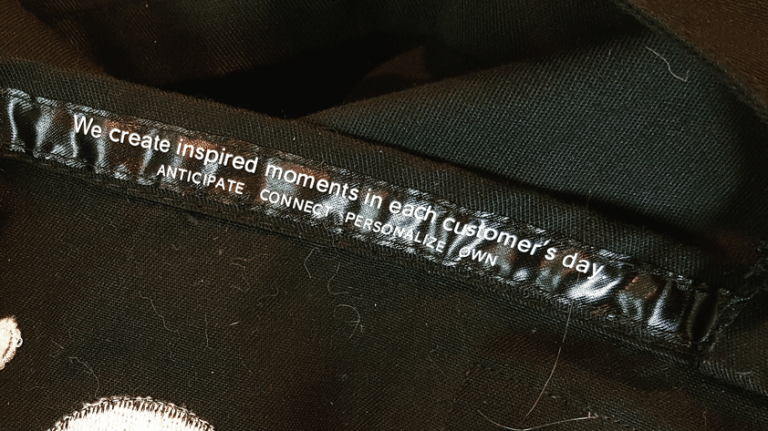 We create inspired moments in each customer's day
ANTICIPATE CONNECT PERSONALIZE OWN